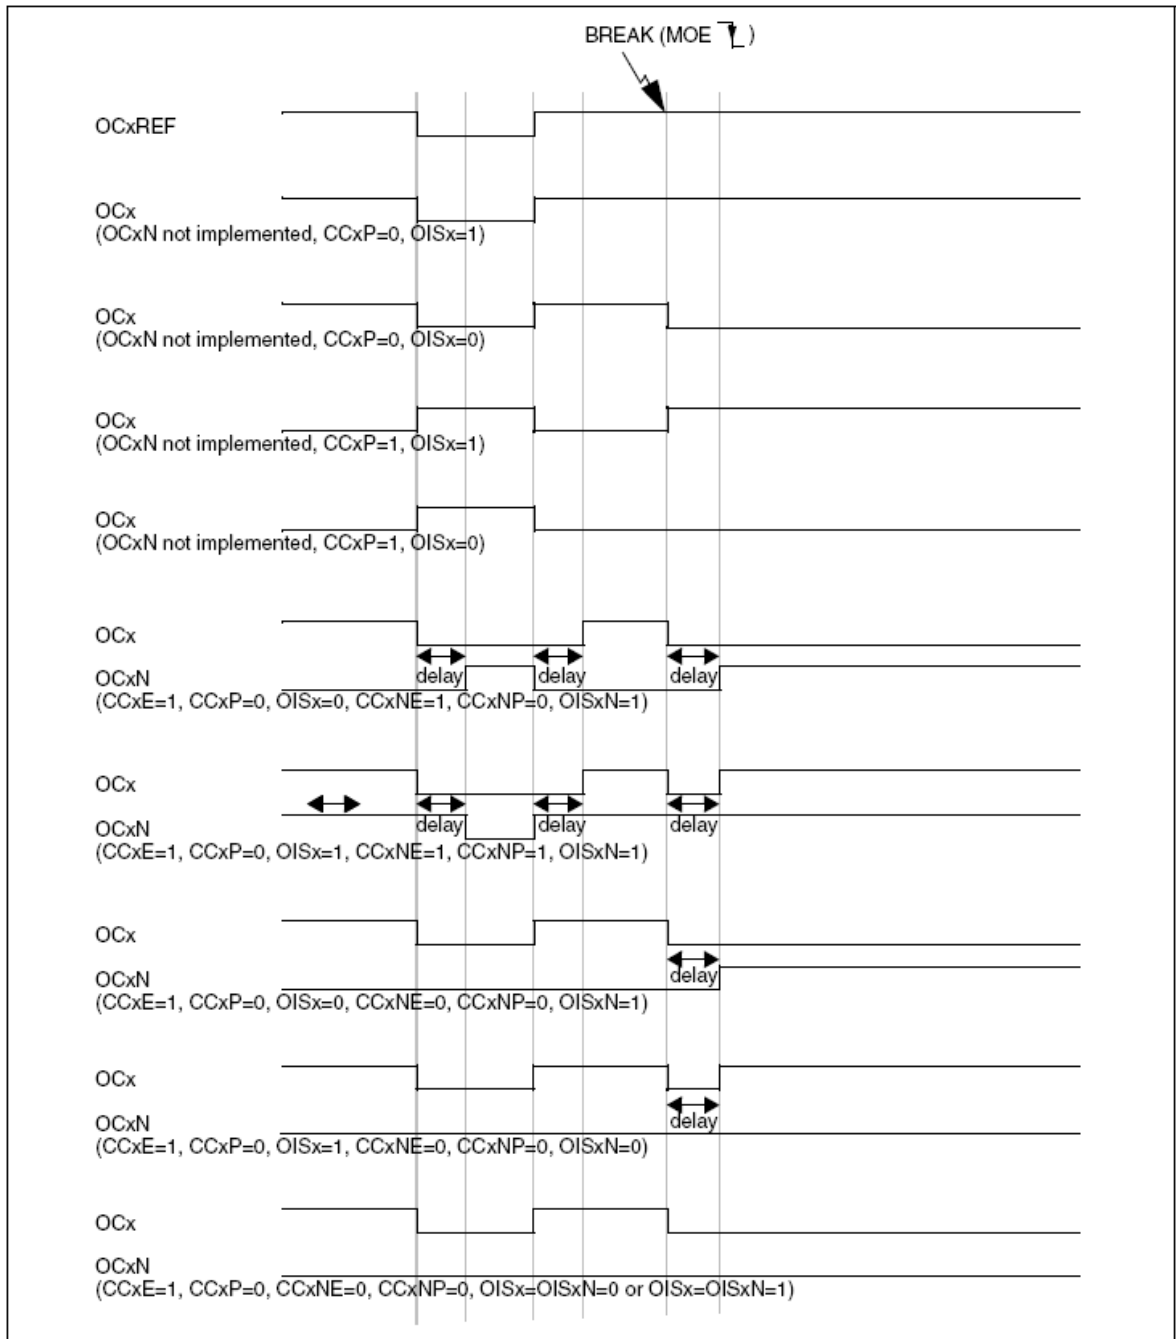 BREAK (MOE )
OCxREF
OCx
(OCxN not implemented, CCxP=0, OISx=1)
OCx
(OCxN not implemented, CCxP=0, OISx=0)
OCx
(OCxN not implemented, CCxP=1, OISx=1)
OCx
(OCxN not implemented, CCxP=1, OISx=0)
OCx
delay delay delay
OCxN
(CCxE=1, CCxP=0, OISx=0, CCxNE=1, CCxNP=0, OISxN=1)
OCx
delay delay delay
OCxN
(CCxE=1, CCxP=0, OISx=1, CCxNE=1, CCxNP=1, OISxN=1)
OCx
delay
OCxN
(CCxE=1, CCxP=0, OISx=0, CCxNE=0, CCxNP=0, OISxN=1)
OCx
delay
OCxN
(CCxE=1, CCxP=0, OISx=1, CCxNE=0, CCxNP=0, OISxN=0)
OCx
OCxN
(CCxE=1, CCxP=0, CCxNE=0, CCxNP=0, OISx=OISxN=0 or OISx=OISxN=1)